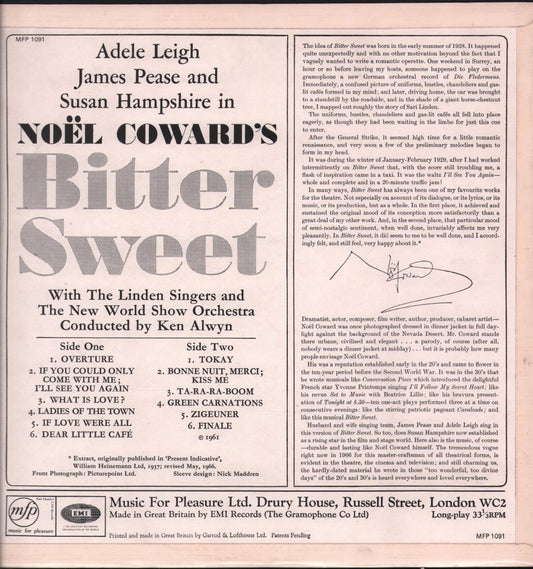 MFP 1091
Adele Leigh
James Pease and
Susan Hampshire in
NOËL COWARD'S
Bitter
Sweet
With The Linden Singers and
The New World Show Orchestra
Conducted by Ken Alwyn
Side One
1. OVERTURE
2. IF YOU COULD ONLY
COME WITH ME;
I'LL SEE YOU AGAIN
3. WHAT IS LOVE?
4. LADIES OF THE TOWN
5. IF LOVE WERE ALL
6. DEAR LITTLE CAFÉ
Side Two
1. TOKAY
2. BONNE NUIT, MERCI;
KISS ME
3. TA-RA-RA-BOOM
4. GREEN CARNATIONS
5. ZIGEUNER
6. FINALE
℗ 1961
* Extract, originally published in 'Present Indicative',
William Heinemann Ltd, 1937; revised May, 1966.
Front Photograph: Picturepoint Ltd. Sleeve design: Nick Maddren
The idea of Bitter Sweet was born in the early summer of 1928. It happened
quite unexpectedly and with no other motivation beyond the fact that I
vaguely wanted to write a romantic operette. One weekend in Surrey, an
hour or so before leaving my hosts, someone happened to play on the
gramophone a new German orchestral record of Die Fledermaus.
Immediately, a confused picture of uniforms, bustles, chandeliers and gas-
lit cafés formed in my mind; and later, driving home, the car was brought
to a standstill by the roadside, and in the shade of a giant horse-chestnut
tree, I mapped out roughly the story of Sari Linden.
The uniforms, bustles, chandeliers and gas-lit cafés all fell into place
eagerly, as though they had been waiting in the limbo for just this cue
to enter.
After the General Strike, it seemed high time for a little romantic
renaissance, and very soon a few of the preliminary melodies began to
form in my head.
It was during the winter of January-February 1929, after I had worked
intermittently on Bitter Sweet that, with the score still troubling me, a
flash of inspiration came in a taxi. It was the waltz I'll See You Again—
whole and complete and in a 20-minute traffic jam!
In many ways, Bitter Sweet has always been one of my favourite works
for the theatre. Not especially on account of its dialogue, or its lyrics, or its
music, or its production, but as a whole. In the first place, it achieved and
sustained the original mood of its conception more satisfactorily than a
great deal of my other work. And, in the second place, that particular mood
of semi-nostalgic sentiment, when well done, invariably affects me very
pleasantly. In Bitter Sweet, it did seem to me to be well done, and I accord-
ingly felt, and still feel, very happy about it.*
Dramatist, actor, composer, film writer, author, producer, cabaret artist—
Noël Coward was once photographed dressed in dinner jacket in full day-
light against the background of the Nevada Desert. Mr. Coward stands
there urbane, civilised and elegant . . . a parody, of course (after all,
nobody wears a dinner jacket at midday) . . . but it is probably how many
people envisage Noël Coward.
His was a reputation established early in the 20's and came to flower in
the ten-year period before the Second World War. It was in the 30's that
he wrote musicals like Conversation Piece which introduced the delightful
French star Yvonne Printemps singing I'll Follow My Secret Heart; like
his revue Set to Music with Beatrice Lillie; like his bravura present-
ation of Tonight at 8.30—ten one-act plays performed three at a time on
consecutive evenings; like the stirring patriotic pageant Cavalcade; and
like this musical Bitter Sweet.
Husband and wife singing team, James Pease and Adele Leigh sing in
this version of Bitter Sweet. So too, does Susan Hampshire now established
as a rising star in the film and stage world. Here also is the music, of course
—durable and lasting like Noël Coward himself. The tremendous vogue
right now in 1966 for this master-craftsman of all theatrical forms, is
evident in the theatre, the cinema and television; and still charming us,
the hardly-dated material he wrote in those "too wonderful, too divine
days" of the 20's and 30's is heard everywhere and loved everywhere.
mfp
music for pleasure
EMI
Music For Pleasure Ltd. Drury House, Russell Street, London WC2
Made in Great Britain by EMI Records (The Gramophone Co Ltd) Long-play 33⅓RPM
Printed and made in Great Britain by Garrod & Lofthouse Ltd. Patents Pending
MFP 1091